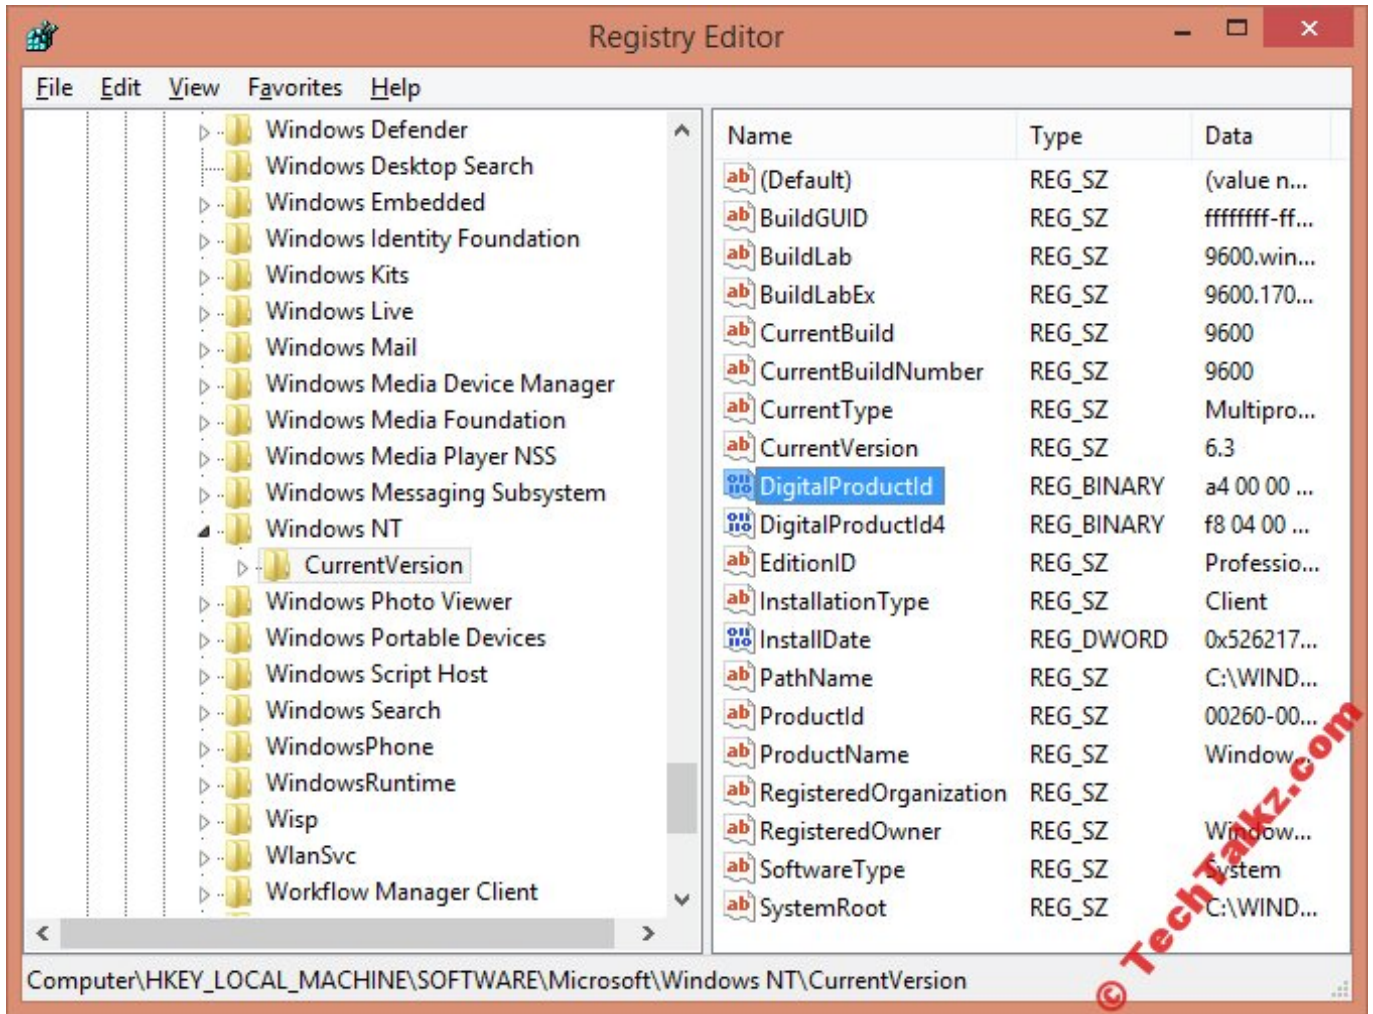 Registry Editor
File Edit View Favorites Help
Windows Defender
Windows Desktop Search
Windows Embedded
Windows Identity Foundation
Windows Kits
Windows Live
Windows Mail
Windows Media Device Manager
Windows Media Foundation
Windows Media Player NSS
Windows Messaging Subsystem
Windows NT
CurrentVersion
Windows Photo Viewer
Windows Portable Devices
Windows Script Host
Windows Search
WindowsPhone
WindowsRuntime
Wisp
WlanSvc
Workflow Manager Client
Name Type Data
(Default) REG_SZ (value n...
BuildGUID REG_SZ ffffffff-ff...
BuildLab REG_SZ 9600.win...
BuildLabEx REG_SZ 9600.170...
CurrentBuild REG_SZ 9600
CurrentBuildNumber REG_SZ 9600
CurrentType REG_SZ Multipro...
CurrentVersion REG_SZ 6.3
DigitalProductId REG_BINARY a4 00 00 ...
DigitalProductId4 REG_BINARY f8 04 00 ...
EditionID REG_SZ Professio...
InstallationType REG_SZ Client
InstallDate REG_DWORD 0x526217...
PathName REG_SZ C:\WIND...
ProductId REG_SZ 00260-00...
ProductName REG_SZ Window...
RegisteredOrganization REG_SZ
RegisteredOwner REG_SZ Window...
SoftwareType REG_SZ System
SystemRoot REG_SZ C:\WIND...
Computer\HKEY_LOCAL_MACHINE\SOFTWARE\Microsoft\Windows NT\CurrentVersion
© TechTalkz.com